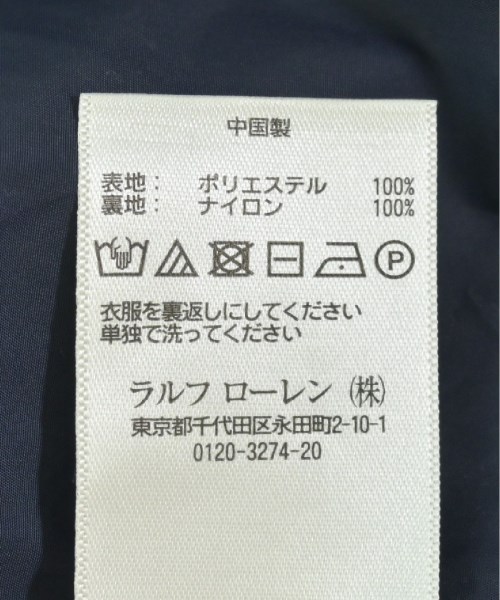 中国製
表地： ポリエステル 100%
裏地： ナイロン 100%
P
衣服を裏返しにしてください
単独で洗ってください
ラルフ ローレン（株）
東京都千代田区永田町2-10-1
0120-3274-20